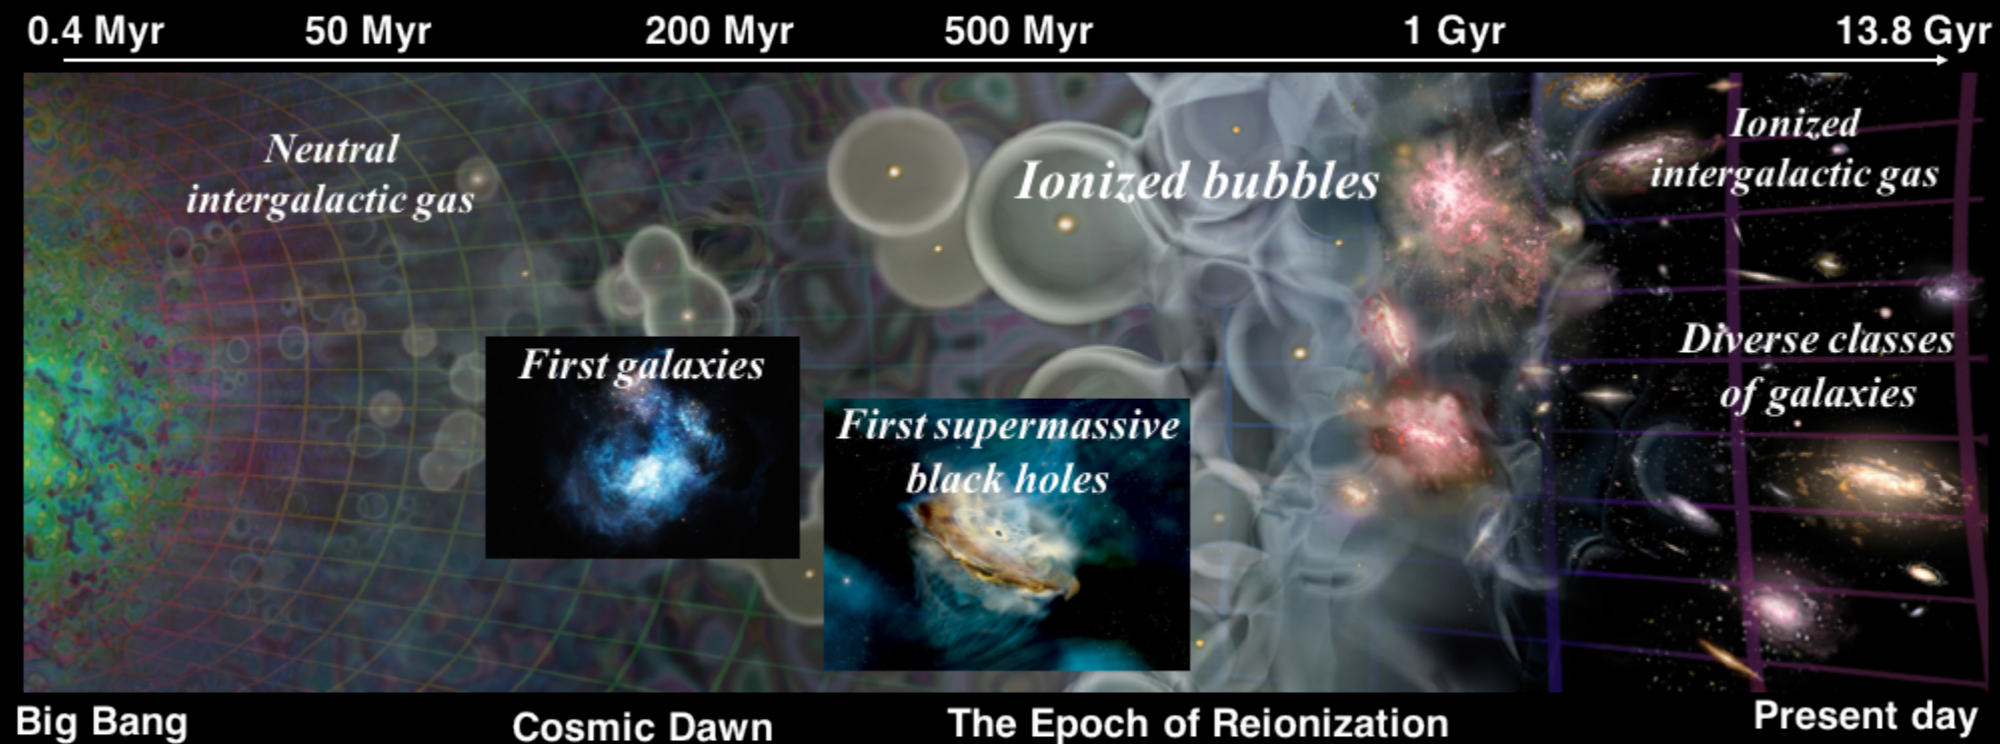 0.4 Myr 50 Myr 200 Myr 500 Myr 1 Gyr 13.8 Gyr
Neutral
intergalactic gas
Ionized bubbles
Ionized
intergalactic gas
First galaxies
First supermassive
black holes
Diverse classes
of galaxies
Big Bang Cosmic Dawn The Epoch of Reionization Present day